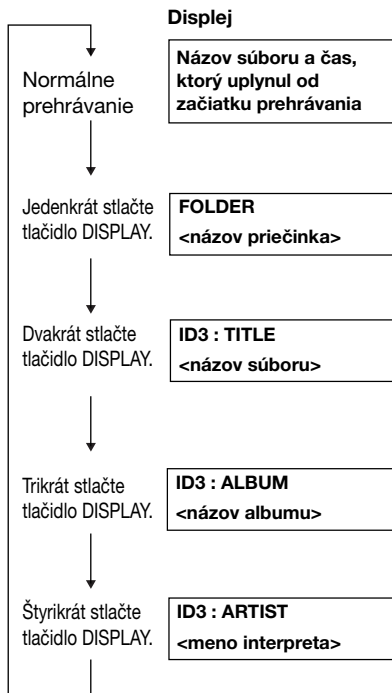 Displej
Normálne
prehrávanie
Názov súboru a čas,
ktorý uplynul od
začiatku prehrávania
Jedenkrát stlačte
tlačidlo DISPLAY.
FOLDER
<názov priečinka>
Dvakrát stlačte
tlačidlo DISPLAY.
ID3 : TITLE
<názov súboru>
Trikrát stlačte
tlačidlo DISPLAY.
ID3 : ALBUM
<názov albumu>
Štyrikrát stlačte
tlačidlo DISPLAY.
ID3 : ARTIST
<meno interpreta>